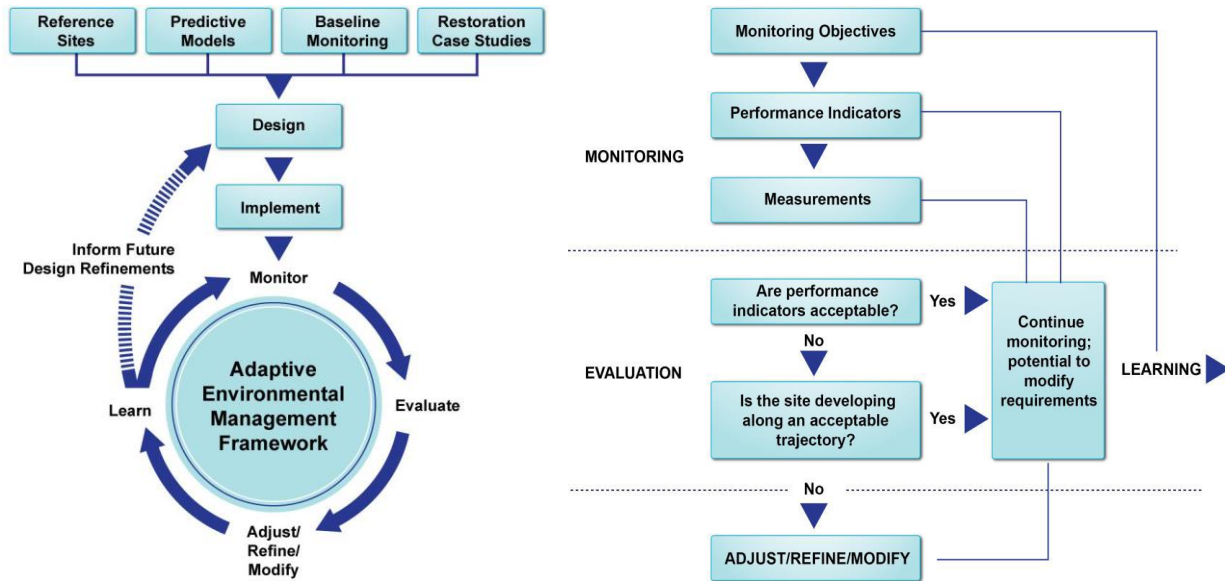 Reference
Sites
Predictive
Models
Baseline
Monitoring
Restoration
Case Studies
Design
Implement
Inform Future
Design Refinements
Monitor
Adaptive
Environmental
Management
Framework
Learn
Evaluate
Adjust/
Refine/
Modify
Monitoring Objectives
Performance Indicators
MONITORING
Measurements
Are performance
indicators acceptable?
Yes
No
Continue
monitoring;
potential to
modify
requirements
LEARNING
EVALUATION
Is the site developing
along an acceptable
trajectory?
Yes
No
ADJUST/REFINE/MODIFY